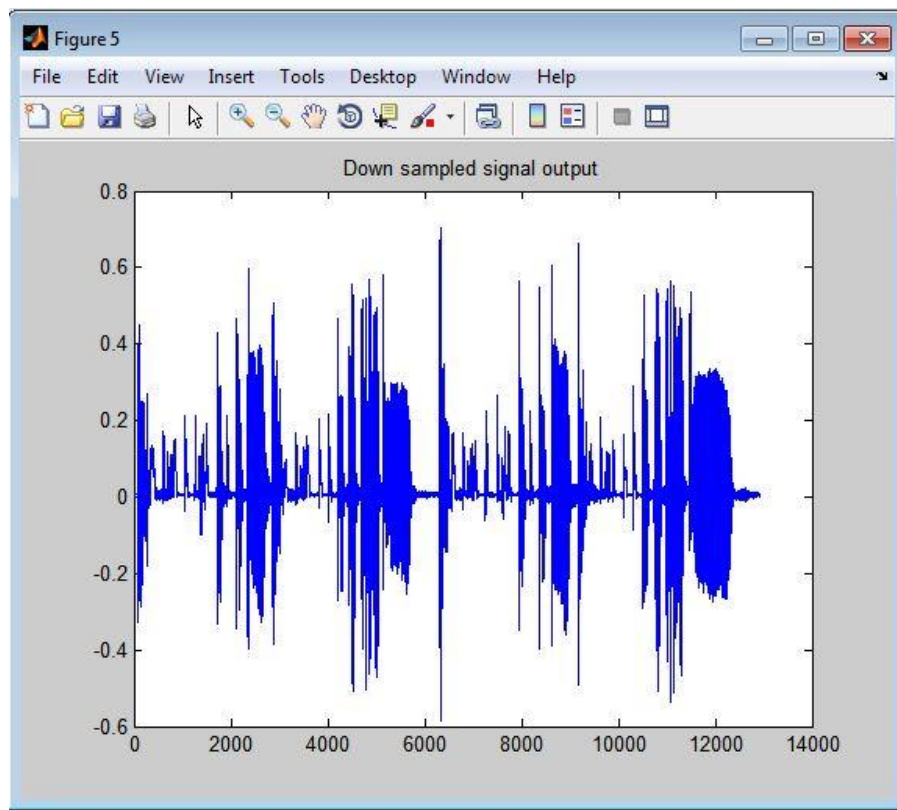 Figure 5
File Edit View Insert Tools Desktop Window Help
Down sampled signal output
0.8
0.6
0.4
0.2
0
-0.2
-0.4
-0.6
0 2000 4000 6000 8000 10000 12000 14000